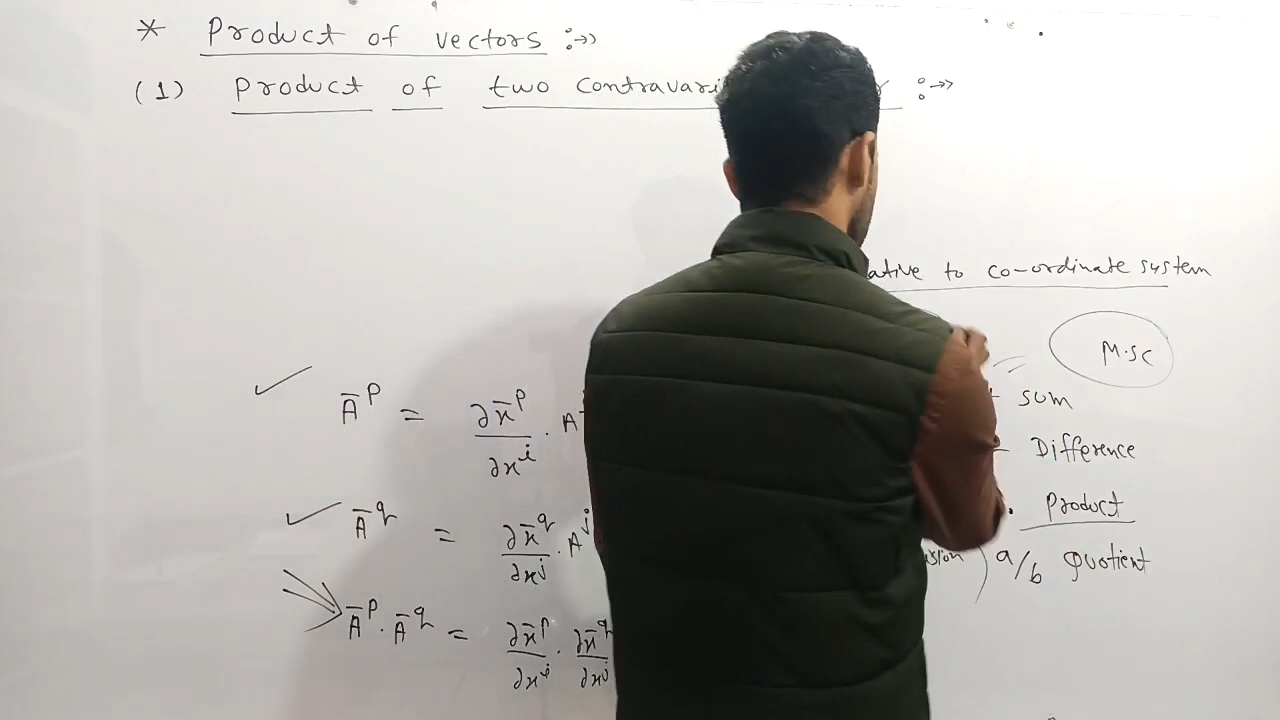 * Product of vectors :→»
(1) Product of two contravari :→»
ative to co-ordinate system
M.SC
Ā^p = ∂x̄^p/∂x^i . A
+ sum
- Difference
Ā^q = ∂x̄^q/∂x^j . A^j
. Product
) a/b Quotient
Ā^p . Ā^q = ∂x̄^p/∂x^i . ∂x̄^q/∂x^j